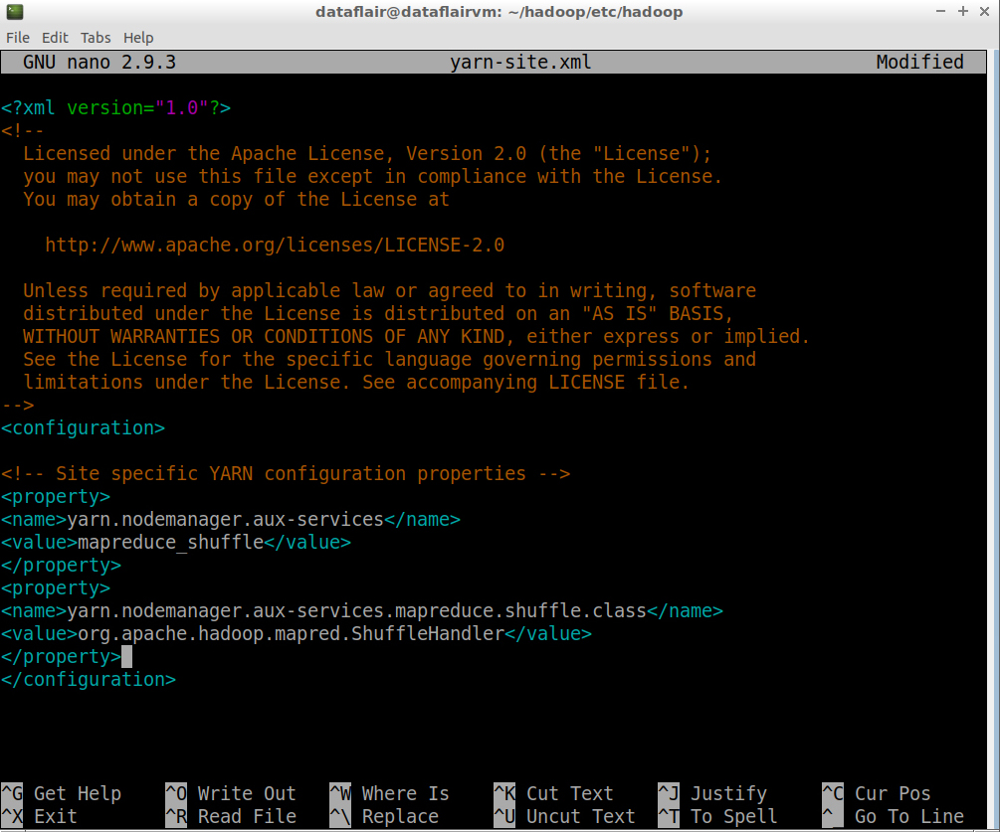 dataflair@dataflairvm: ~/hadoop/etc/hadoop
File Edit Tabs Help
GNU nano 2.9.3 yarn-site.xml Modified
<?xml version="1.0"?>
<!--
Licensed under the Apache License, Version 2.0 (the "License");
you may not use this file except in compliance with the License.
You may obtain a copy of the License at
http://www.apache.org/licenses/LICENSE-2.0
Unless required by applicable law or agreed to in writing, software
distributed under the License is distributed on an "AS IS" BASIS,
WITHOUT WARRANTIES OR CONDITIONS OF ANY KIND, either express or implied.
See the License for the specific language governing permissions and
limitations under the License. See accompanying LICENSE file.
-->
<configuration>
<!-- Site specific YARN configuration properties -->
<property>
<name>yarn.nodemanager.aux-services</name>
<value>mapreduce_shuffle</value>
</property>
<property>
<name>yarn.nodemanager.aux-services.mapreduce.shuffle.class</name>
<value>org.apache.hadoop.mapred.ShuffleHandler</value>
</property>
</configuration>
^G Get Help ^O Write Out ^W Where Is ^K Cut Text ^J Justify ^C Cur Pos
^X Exit ^R Read File ^\ Replace ^U Uncut Text ^T To Spell ^_ Go To Line